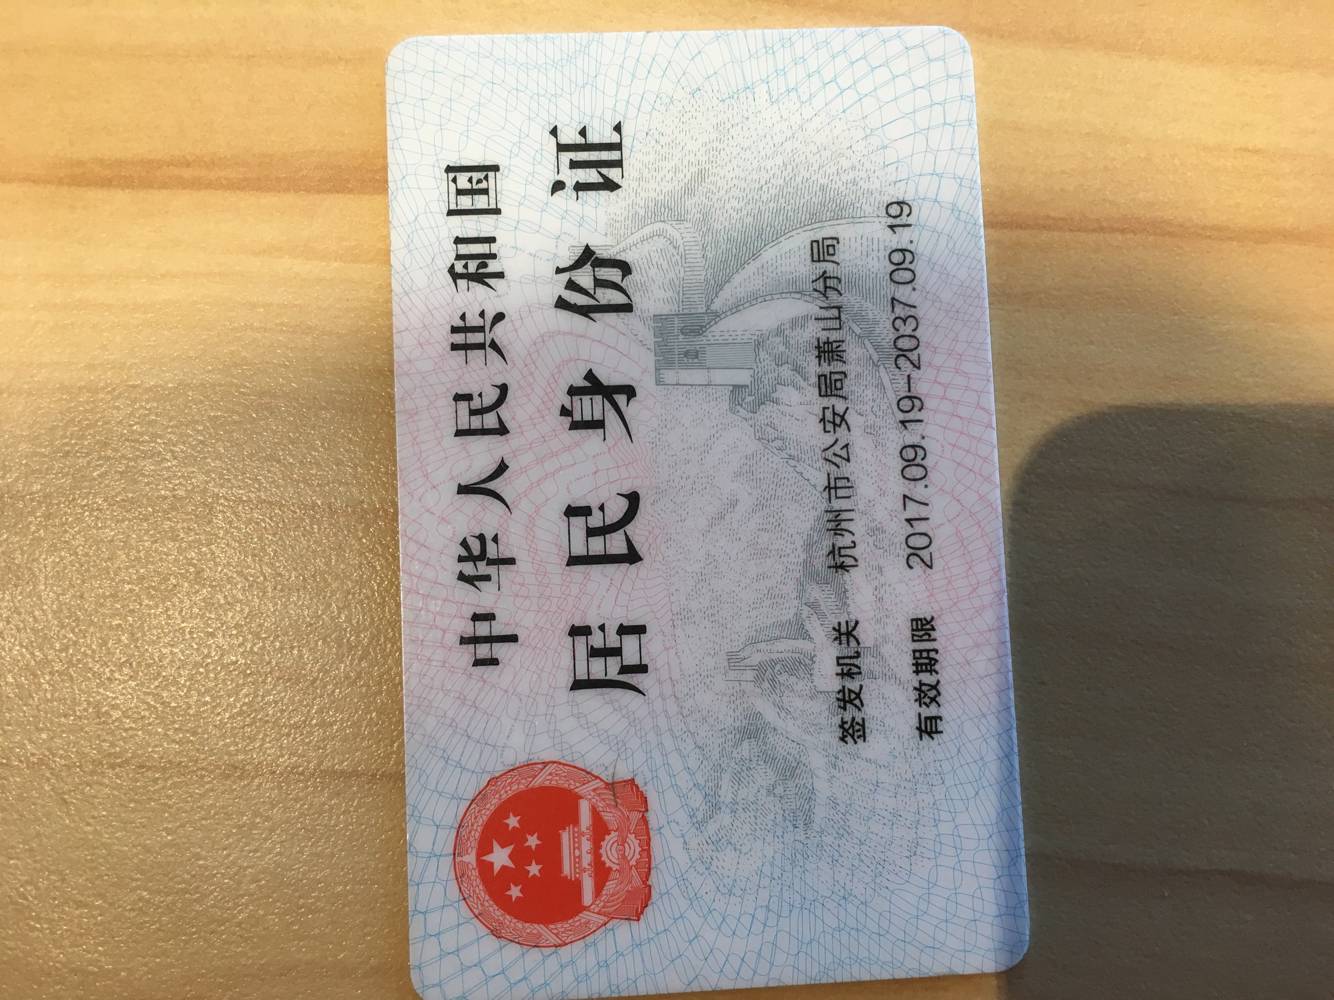 中华人民共和国
居民身份证
签发机关 杭州市公安局萧山分局
有效期限 2017.09.19-2037.09.19